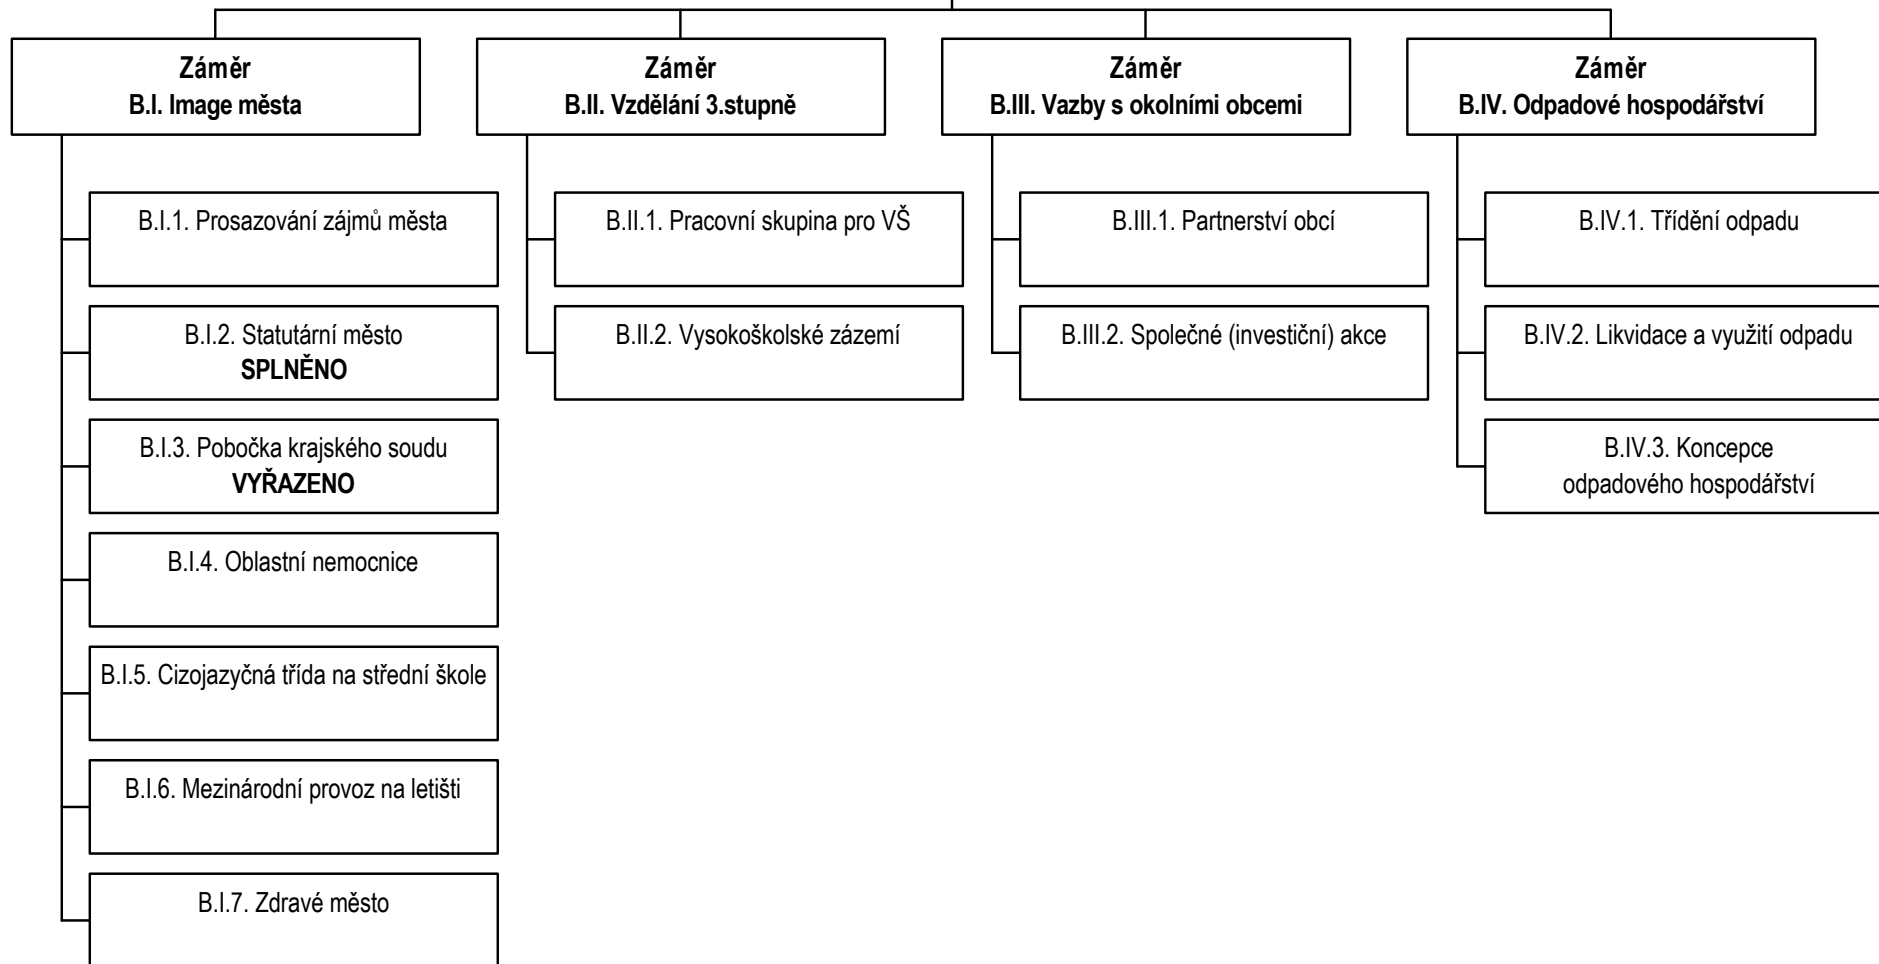 Záměr
B.I. Image města
B.I.1. Prosazování zájmů města
B.I.2. Statutární město
SPLNĚNO
B.I.3. Pobočka krajského soudu
VYŘAZENO
B.I.4. Oblastní nemocnice
B.I.5. Cizojazyčná třída na střední škole
B.I.6. Mezinárodní provoz na letišti
B.I.7. Zdravé město
Záměr
B.II. Vzdělání 3.stupně
B.II.1. Pracovní skupina pro VŠ
B.II.2. Vysokoškolské zázemí
Záměr
B.III. Vazby s okolními obcemi
B.III.1. Partnerství obcí
B.III.2. Společné (investiční) akce
Záměr
B.IV. Odpadové hospodářství
B.IV.1. Třídění odpadu
B.IV.2. Likvidace a využití odpadu
B.IV.3. Koncepce
odpadového hospodářství